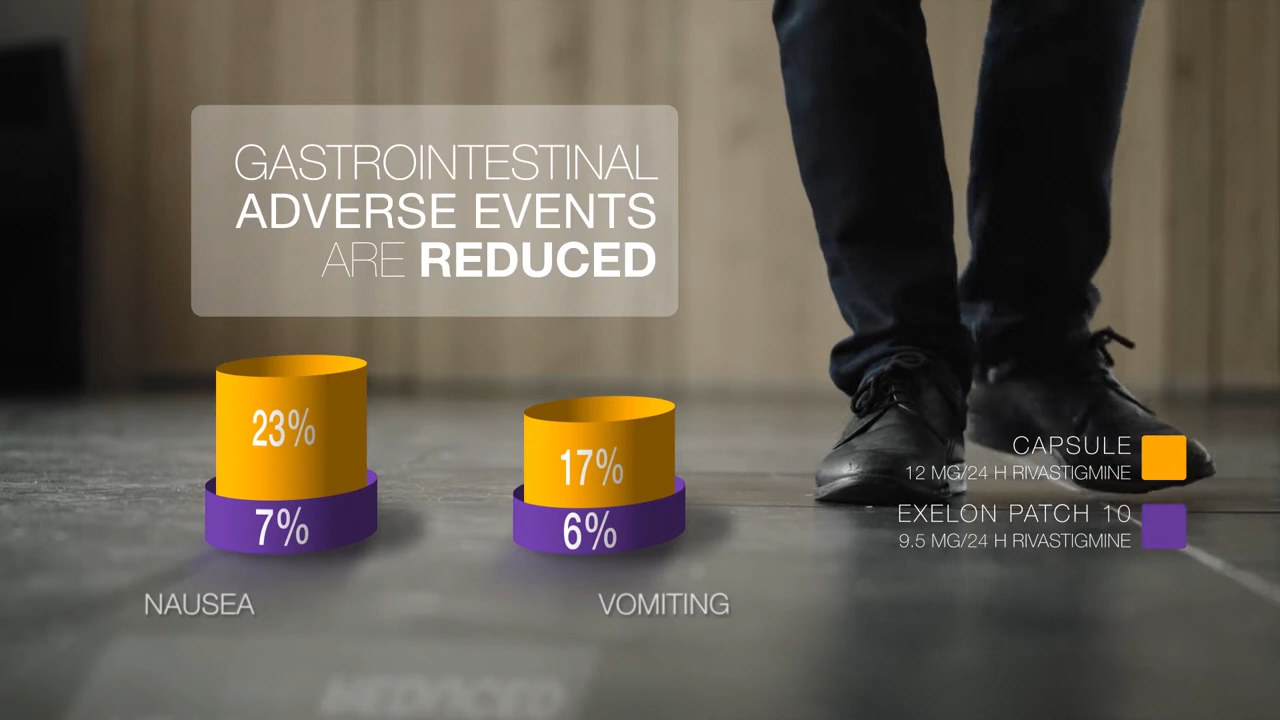 GASTROINTESTINAL
ADVERSE EVENTS
ARE REDUCED
23%
7%
NAUSEA
17%
6%
VOMITING
CAPSULE
12 MG/24 H RIVASTIGMINE
EXELON PATCH 10
9.5 MG/24 H RIVASTIGMINE
REDUCED